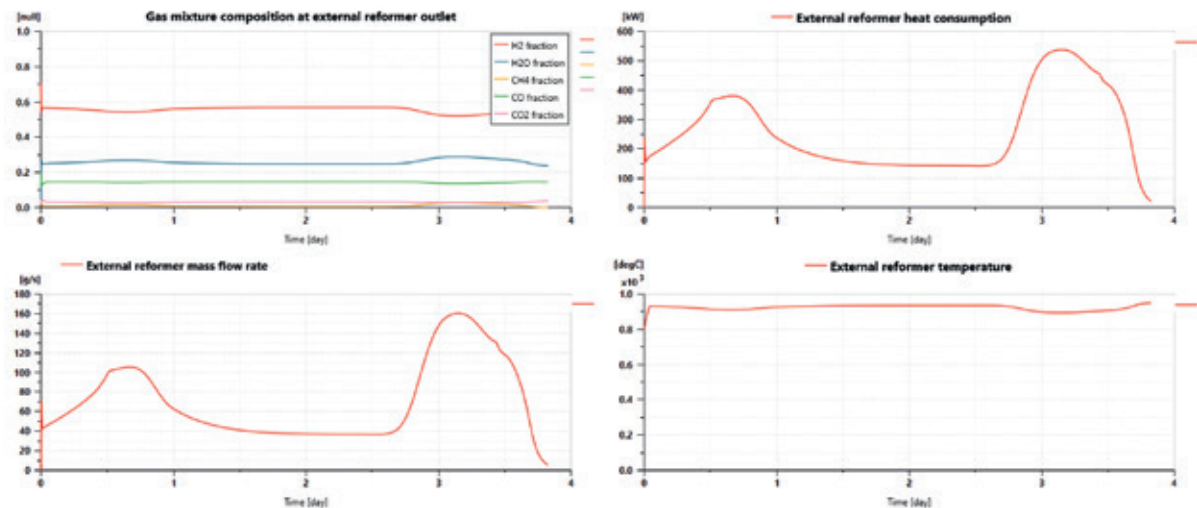 Gas mixture composition at external reformer outlet
[null]
1.0
0.8
0.6
0.4
0.2
0.0
H2 fraction
H2O fraction
CH4 fraction
CO fraction
CO2 fraction
0 1 2 3 4
Time [day]
External reformer heat consumption
[kW]
600
500
400
300
200
100
0
0 1 2 3 4
Time [day]
External reformer mass flow rate
[g/s]
180
160
140
120
100
80
60
40
20
0
0 1 2 3 4
Time [day]
External reformer temperature
[degC]
x10³
1.0
0.8
0.6
0.4
0.2
0.0
0 1 2 3 4
Time [day]